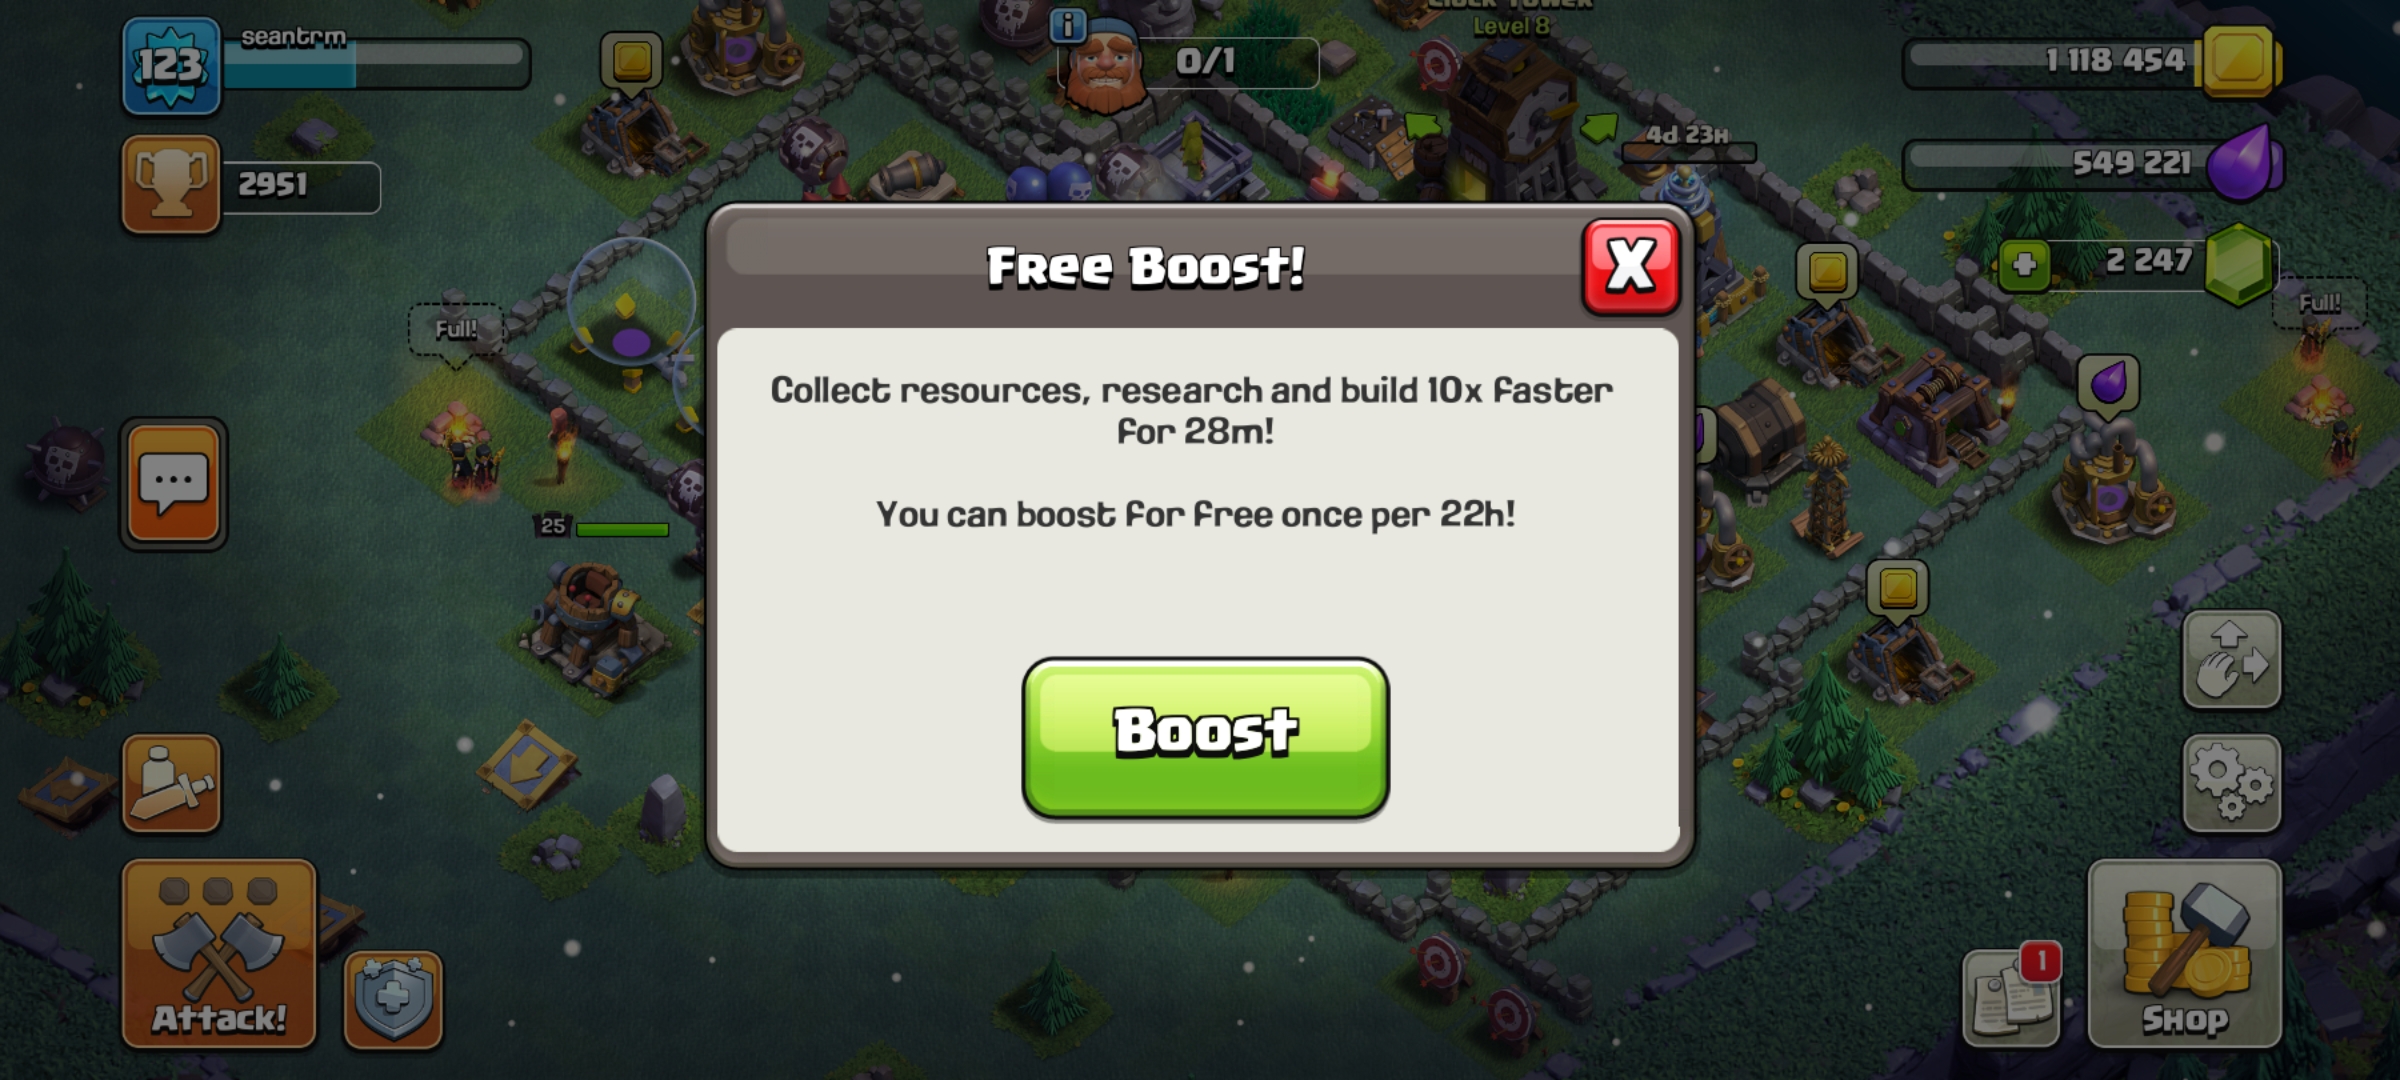 Clock Tower
Level 8
123
seantrm
0/1
1 118 454
2951
4d 23h
549 221
Free Boost!
X
2 247
Full!
Full!
Collect resources, research and build 10x faster
for 28m!
You can boost for free once per 22h!
25
Boost
1
Attack!
Shop